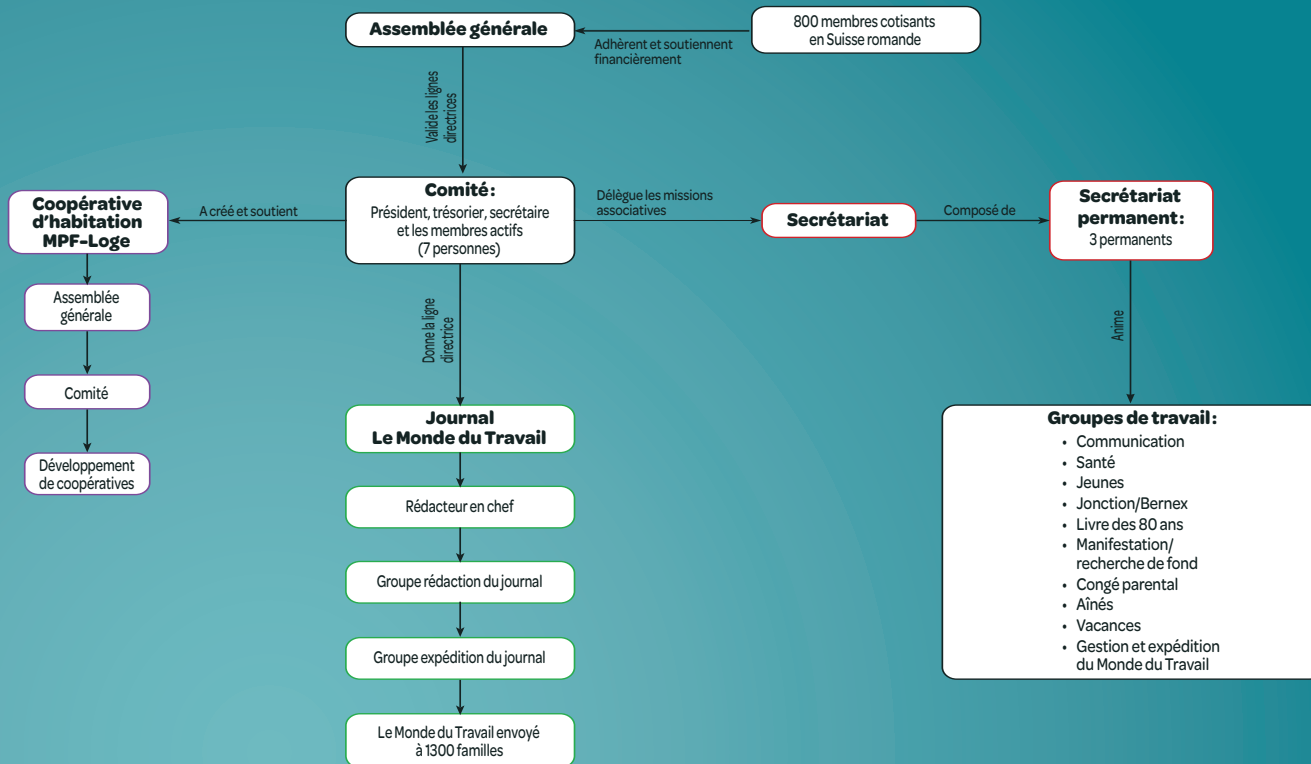 Assemblée générale
800 membres cotisants
en Suisse romande
Adhèrent et soutiennent
financièrement
Valide les lignes
directrices
Coopérative
d'habitation
MPF-Loge
A créé et soutient
Comité :
Président, trésorier, secrétaire
et les membres actifs
(7 personnes)
Délègue les missions
associatives
Secrétariat
Composé de
Secrétariat
permanent :
3 permanents
Assemblée
générale
Comité
Développement
de coopératives
Donne la ligne
directrice
Anime
Journal
Le Monde du Travail
Rédacteur en chef
Groupe rédaction du journal
Groupe expédition du journal
Le Monde du Travail envoyé
à 1300 familles
Groupes de travail :
• Communication
• Santé
• Jeunes
• Jonction/Bernex
• Livre des 80 ans
• Manifestation/
recherche de fond
• Congé parental
• Aînés
• Vacances
• Gestion et expédition
du Monde du Travail